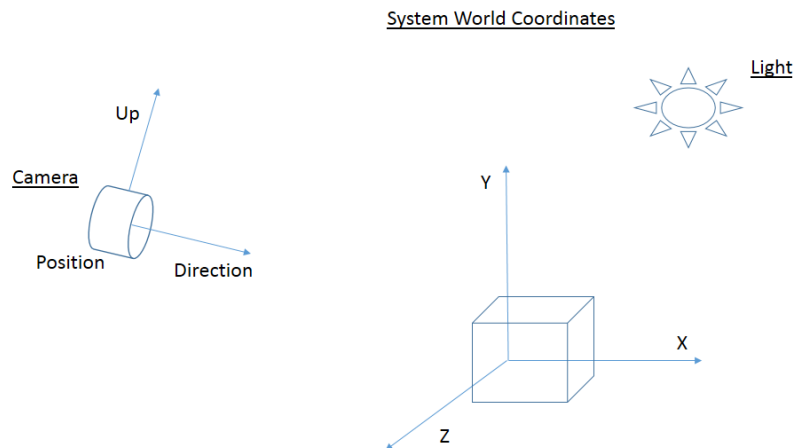 System World Coordinates
Light
Up
Camera
Y
Position
Direction
X
Z